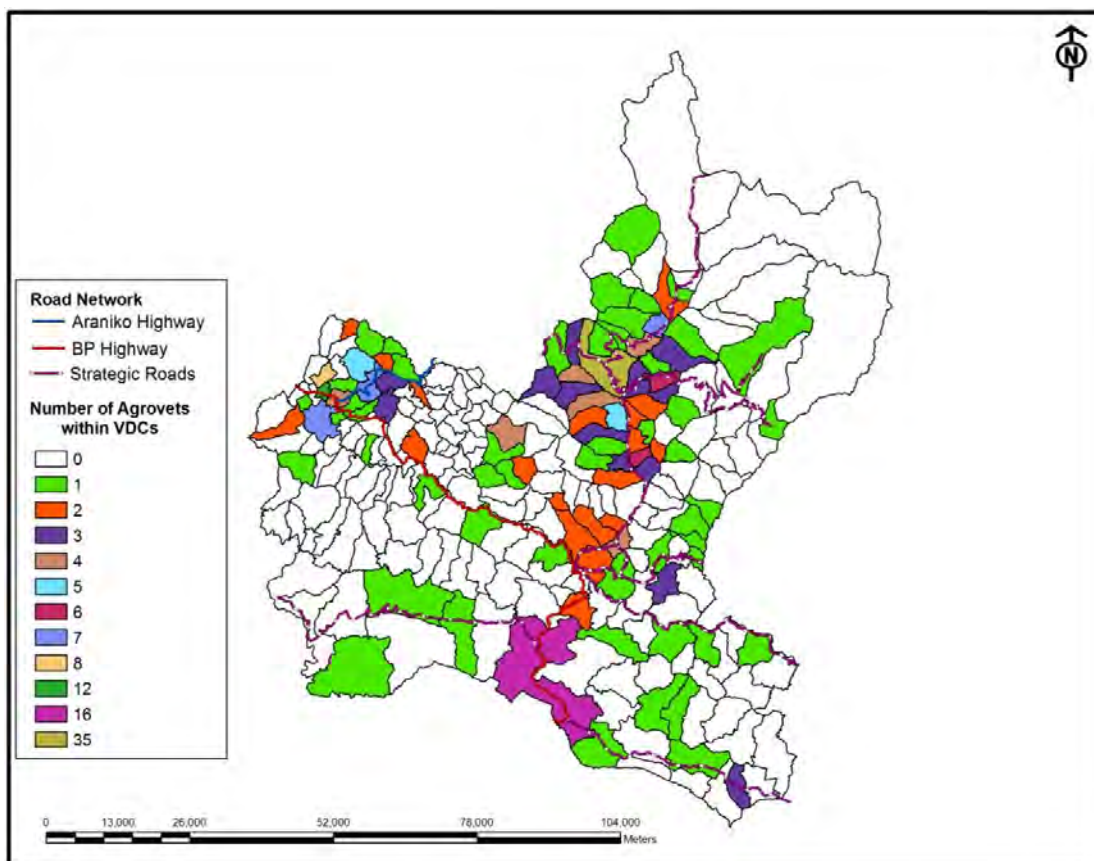 N
Road Network
Araniko Highway
BP Highway
Strategic Roads
Number of Agrovets
within VDCs
0
1
2
3
4
5
6
7
8
12
16
35
0 13,000 26,000 52,000 78,000 104,000
Meters